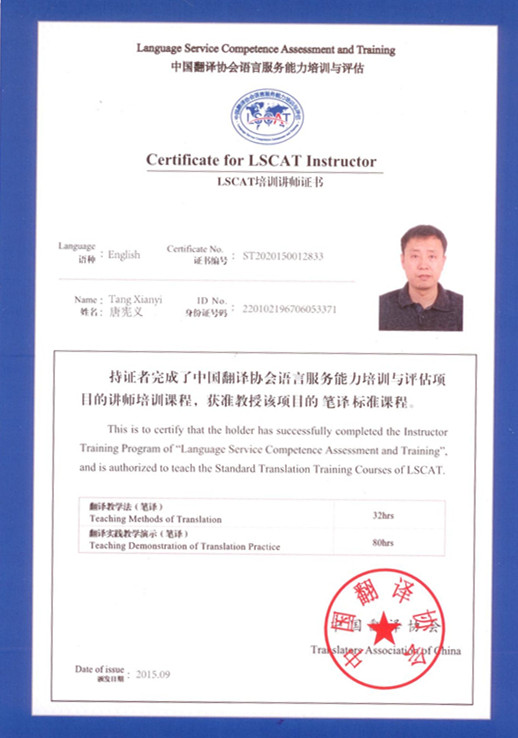 Language Service Competence Assessment and Training
中国翻译协会语言服务能力培训与评估
LSCAT
Certificate for LSCAT Instructor
LSCAT培训讲师证书
Language
语种 : English
Certificate No.
证书编号 : ST2020150012833
Name : Tang Xianyi
姓名 : 唐宪义
ID No.
身份证号码 : 220102196706053371
持证者完成了中国翻译协会语言服务能力培训与评估项
目的讲师培训课程，获准教授该项目的 笔译 标准课程。
This is to certify that the holder has successfully completed the Instructor
Training Program of “Language Service Competence Assessment and Training”,
and is authorized to teach the Standard Translation Training Courses of LSCAT.
翻译教学法（笔译）
Teaching Methods of Translation
32hrs
翻译实践教学演示（笔译）
Teaching Demonstration of Translation Practice
80hrs
中国翻译协会
中国翻译协会
Translators Association of China
Date of issue
颁发日期 : 2015.09